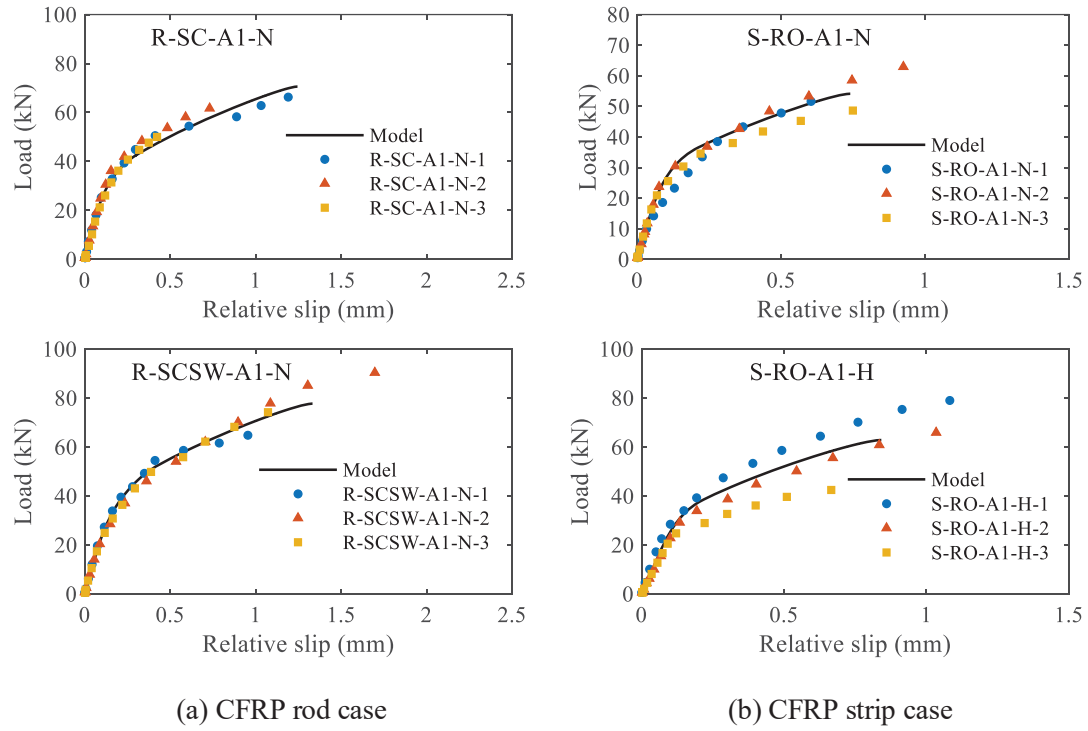 R-SC-A1-N
Load (kN)
100
80
60
40
20
0
Model
R-SC-A1-N-1
R-SC-A1-N-2
R-SC-A1-N-3
0 0.5 1 1.5 2 2.5
Relative slip (mm)
S-RO-A1-N
Load (kN)
80
70
60
50
40
30
20
10
0
Model
S-RO-A1-N-1
S-RO-A1-N-2
S-RO-A1-N-3
0 0.5 1 1.5
Relative slip (mm)
R-SCSW-A1-N
Load (kN)
100
80
60
40
20
0
Model
R-SCSW-A1-N-1
R-SCSW-A1-N-2
R-SCSW-A1-N-3
0 0.5 1 1.5 2 2.5
Relative slip (mm)
S-RO-A1-H
Load (kN)
100
80
60
40
20
0
Model
S-RO-A1-H-1
S-RO-A1-H-2
S-RO-A1-H-3
0 0.5 1 1.5
Relative slip (mm)
(a) CFRP rod case
(b) CFRP strip case